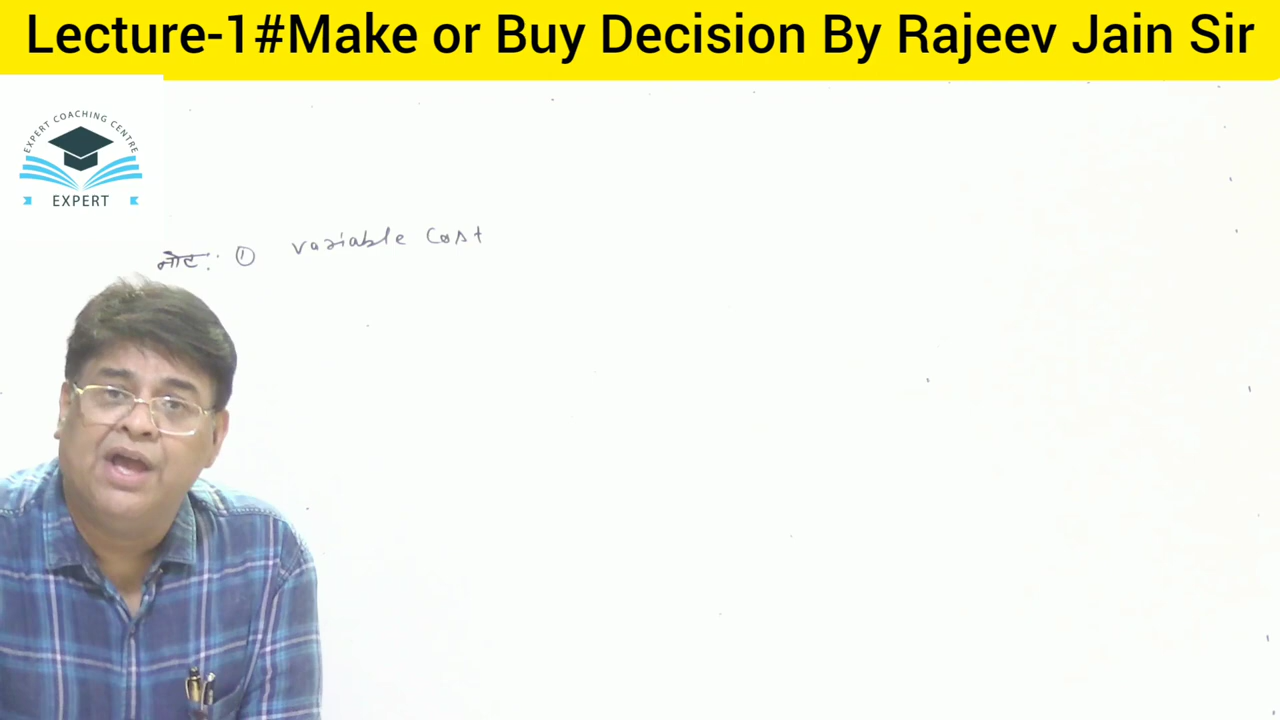 Lecture-1#Make or Buy Decision By Rajeev Jain Sir
EXPERT COACHING CENTRE
EXPERT
नोट:- ① variable Cost